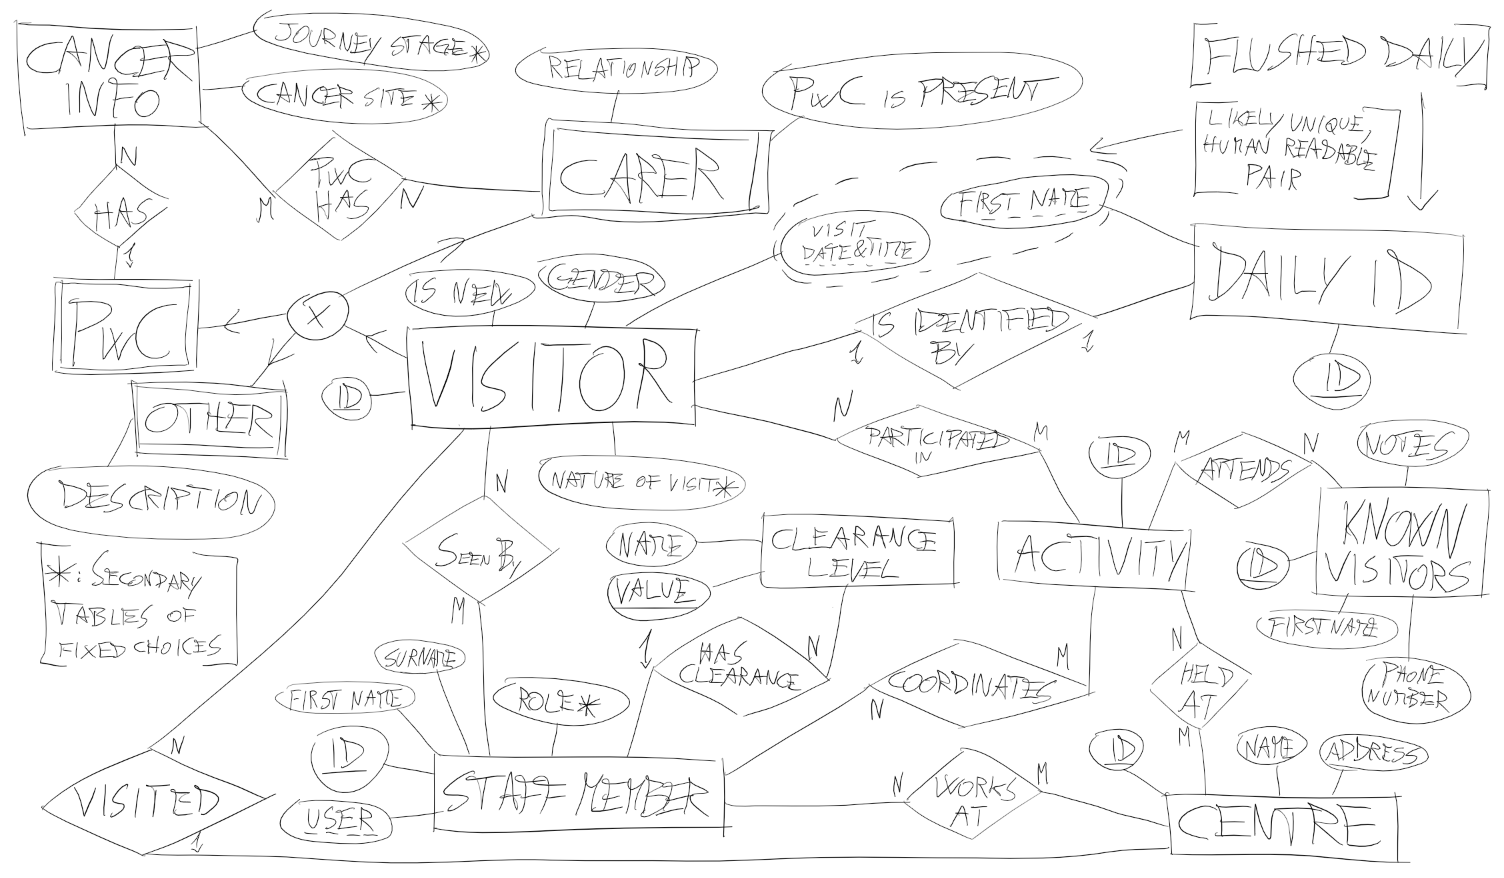 CANCER
INFO
JOURNEY STAGE*
CANCER SITE*
RELATIONSHIP
PwC IS PRESENT
[FLUSHED DAILY]
LIKELY UNIQUE,
HUMAN READABLE
PAIR
N
HAS
1
PwC
HAS
M
N
CARER
FIRST NAME
VISIT
DATE&TIME
DAILY ID
ID
PwC
X
IS NEW
GENDER
IS IDENTIFIED
BY
1
1
OTHER
ID
VISITOR
DESCRIPTION
NATURE OF VISIT*
N
PARTICIPATED
IN
M
ID
M
ATTENDS
N
NOTES
*: SECONDARY
TABLES OF
FIXED CHOICES
N
SEEN BY
M
NAME
VALUE
CLEARANCE
LEVEL
ACTIVITY
KNOWN
VISITORS
ID
FIRST NAME
PHONE
NUMBER
1
HAS
CLEARANCE
N
COORDINATES
M
N
N
HELD
AT
M
SURNAME
FIRST NAME
ROLE*
ID
USER
STAFF MEMBER
N
VISITED
1
N
WORKS
AT
M
ID
NAME
ADDRESS
CENTRE